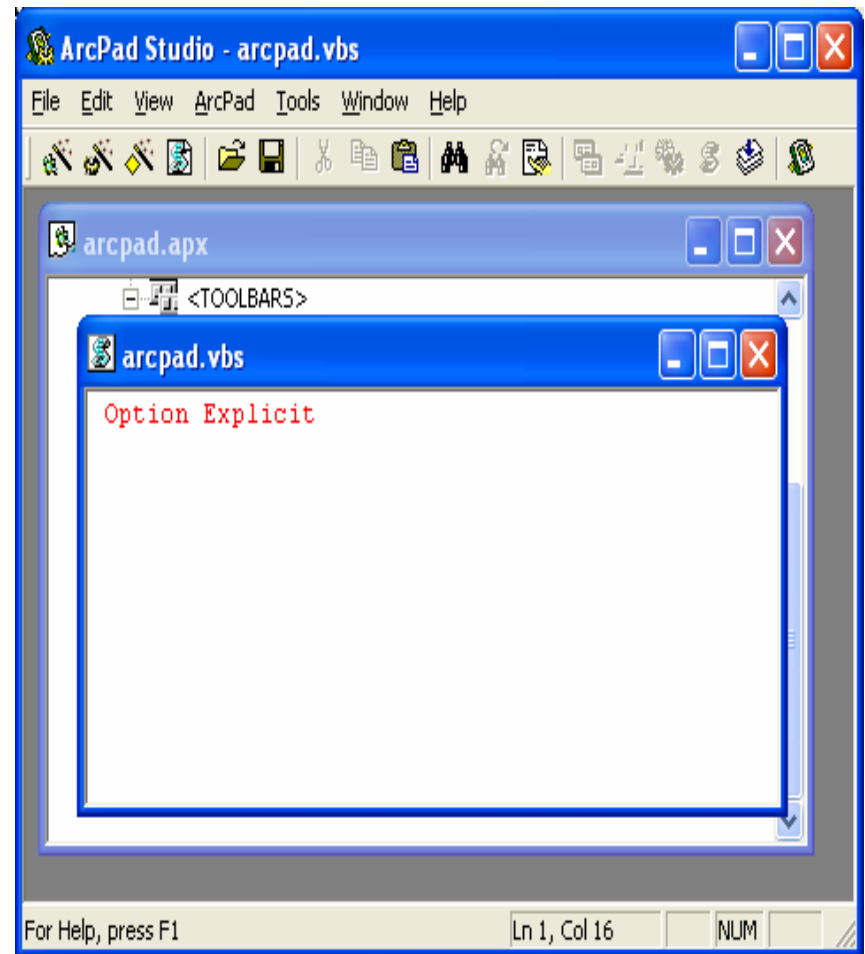 ArcPad Studio - arcpad.vbs
File Edit View ArcPad Tools Window Help
arcpad.apx
<TOOLBARS>
arcpad.vbs
Option Explicit
For Help, press F1 Ln 1, Col 16 NUM